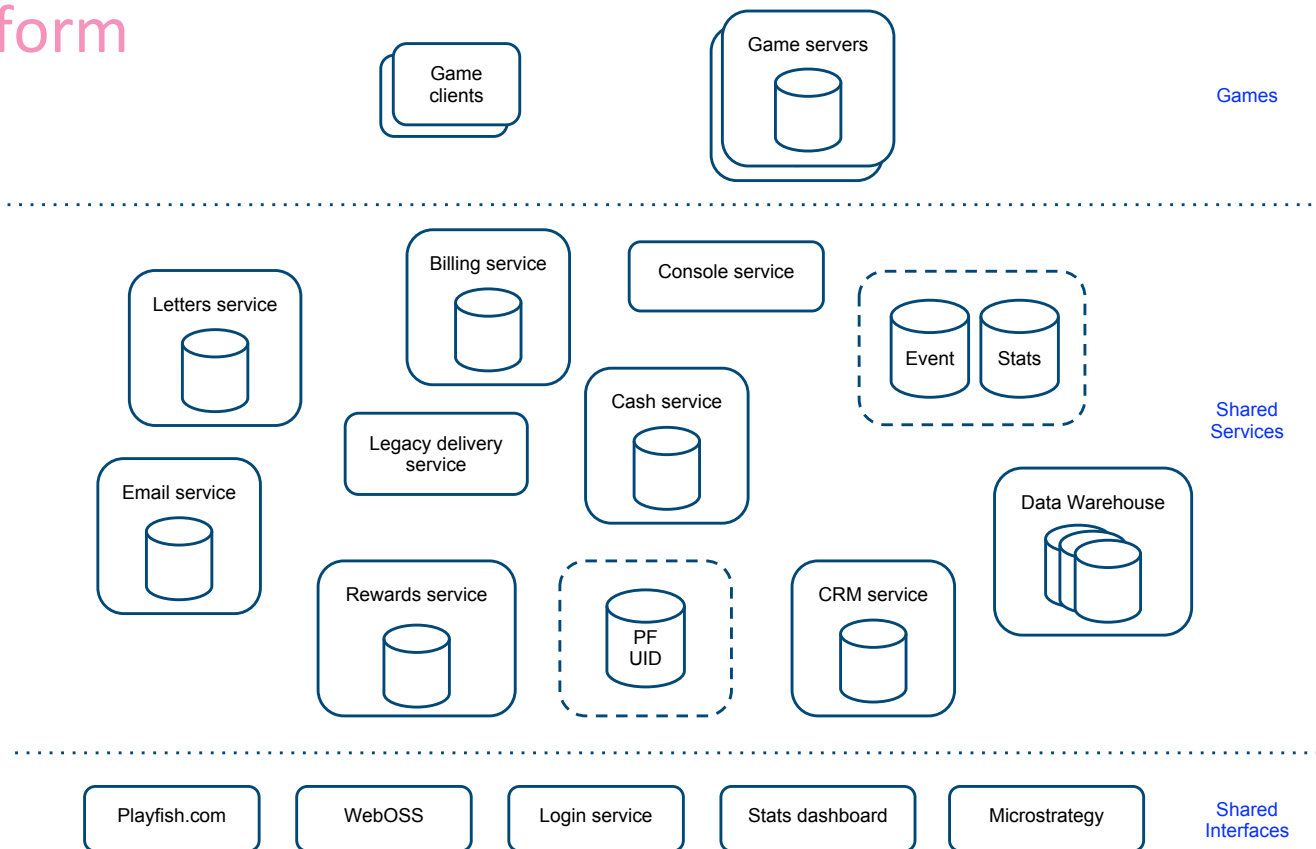 form
Game servers
Game
clients
Games
Billing service
Console service
Letters service
Event
Stats
Cash service
Shared
Services
Legacy delivery
service
Email service
Data Warehouse
Rewards service
CRM service
PF
UID
Playfish.com
WebOSS
Login service
Stats dashboard
Microstrategy
Shared
Interfaces